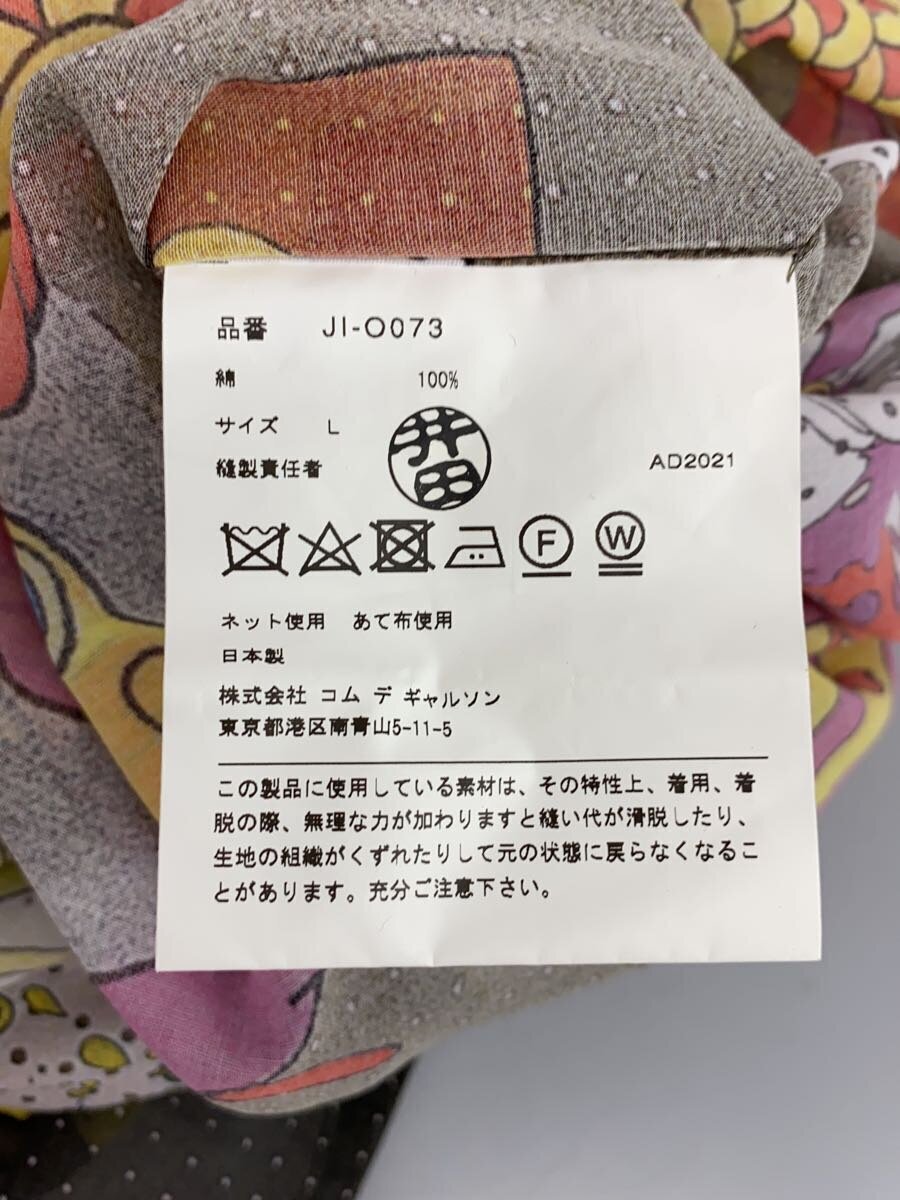 品番 JI-O073
綿 100%
サイズ L
縫製責任者 井田
AD2021
F W
ネット使用 あて布使用
日本製
株式会社 コム デ ギャルソン
東京都港区南青山5-11-5
この製品に使用している素材は、その特性上、着用、着
脱の際、無理な力が加わりますと縫い代が滑脱したり、
生地の組織がくずれたりして元の状態に戻らなくなるこ
とがあります。充分ご注意下さい。